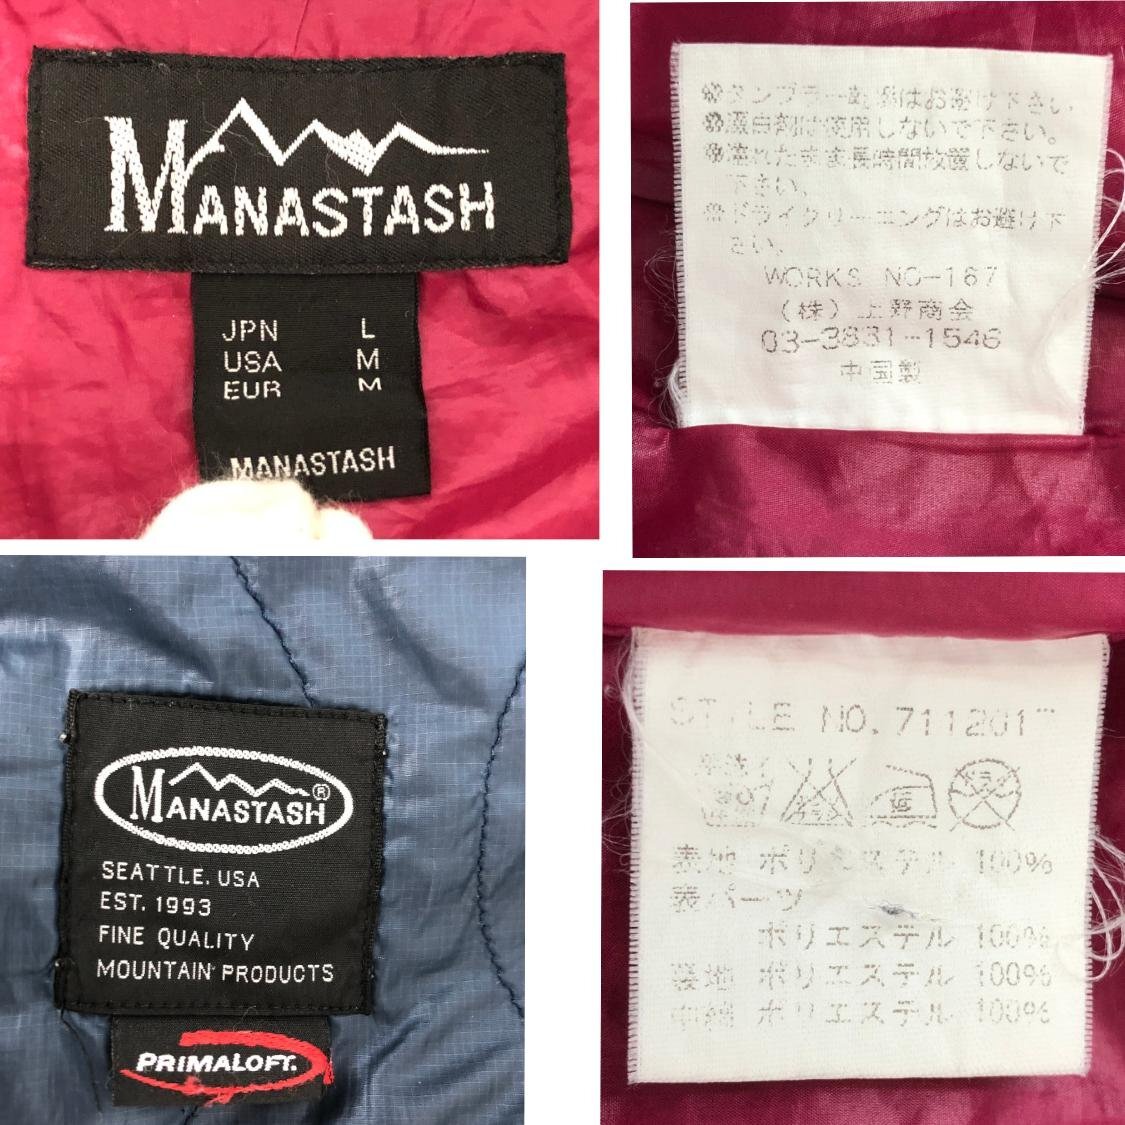 MANASTASH
JPN L
USA M
EUR M
MANASTASH
※タンブラー乾燥はお避け下さい。
※漂白剤は使用しないで下さい。
※濡れたまま長時間放置しないで
下さい。
※ドライクリーニングはお避け下
さい。
WORKS NO-167
(株)上野商会
03-3831-1546
中国製
MANASTASH®
SEATTLE, USA
EST. 1993
FINE QUALITY
MOUNTAIN PRODUCTS
PRIMALOFT.
STYLE NO. 711201
表地 ポリエステル 100%
表パーツ
ポリエステル 100%
裏地 ポリエステル 100%
中綿 ポリエステル 100%